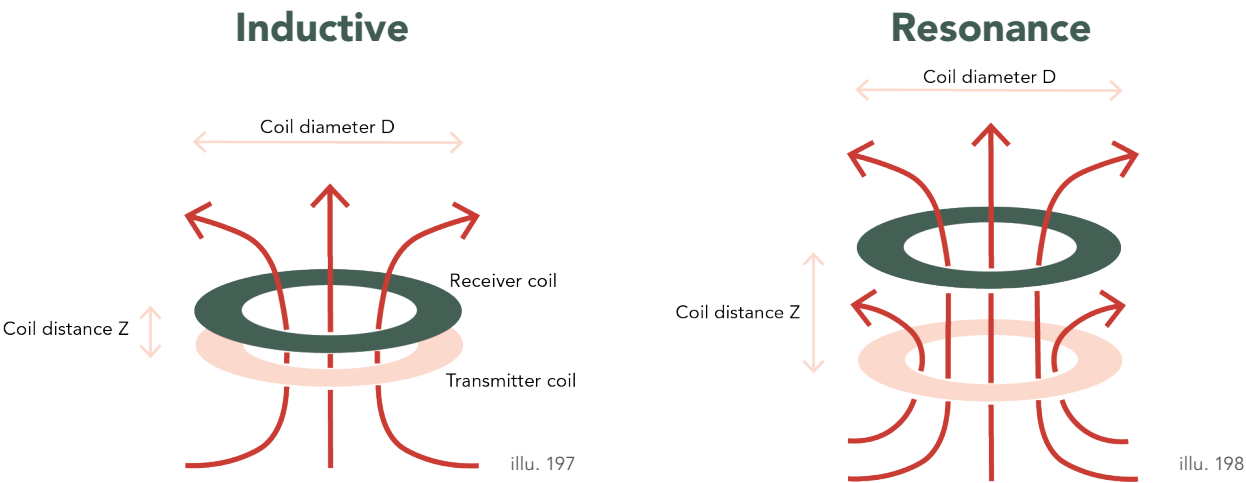 Inductive
Coil diameter D
Receiver coil
Coil distance Z
Transmitter coil
illu. 197
Resonance
Coil diameter D
Coil distance Z
illu. 198